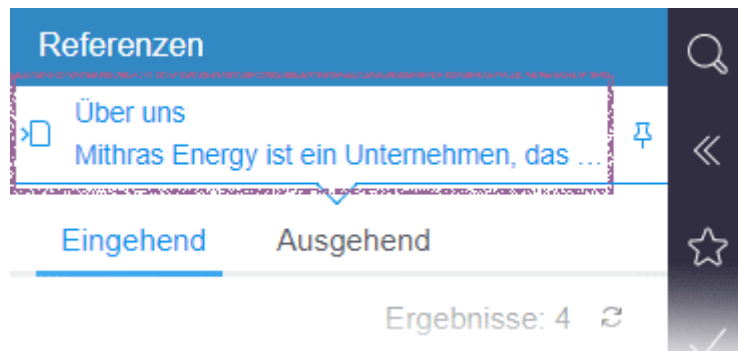 Referenzen
Über uns
Mithras Energy ist ein Unternehmen, das ...
Eingehend Ausgehend
Ergebnisse: 4